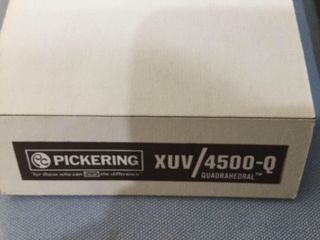 PICKERING XUV/4500-Q
"for those who can hear the difference" QUADRAHEDRAL™